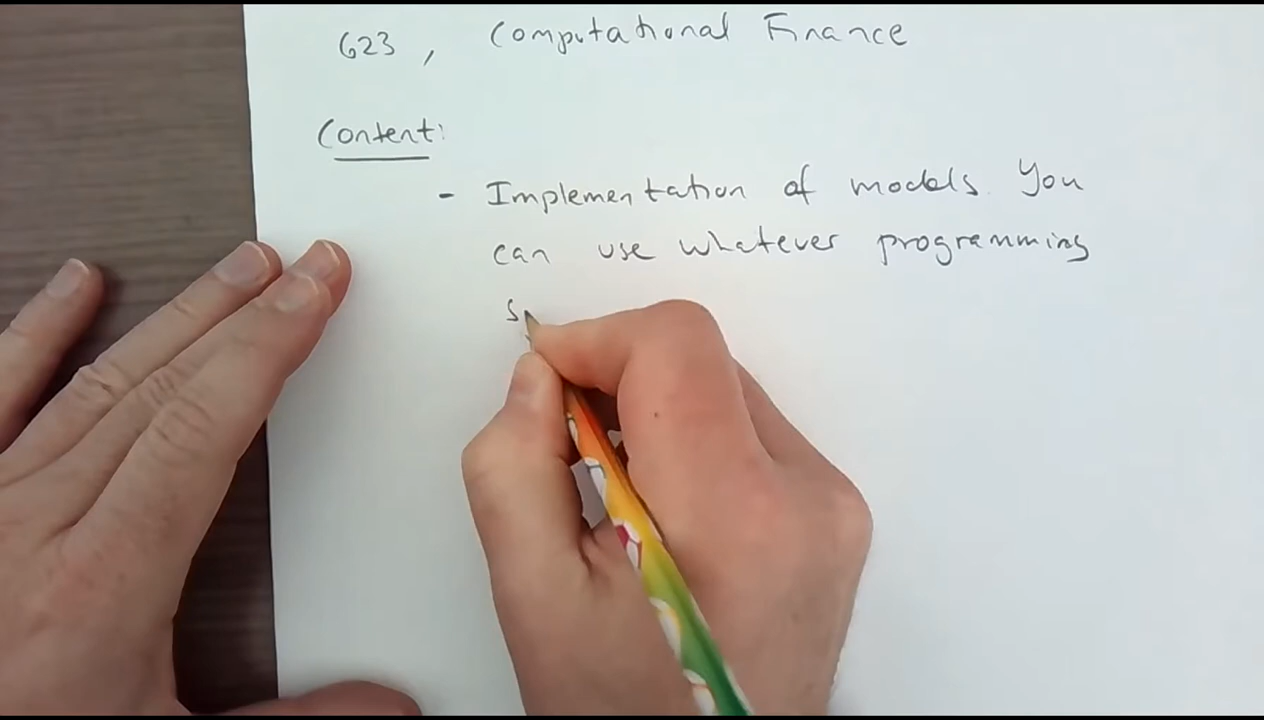 623, Computational Finance
Content:
- Implementation of models. You
can use whatever programming
s